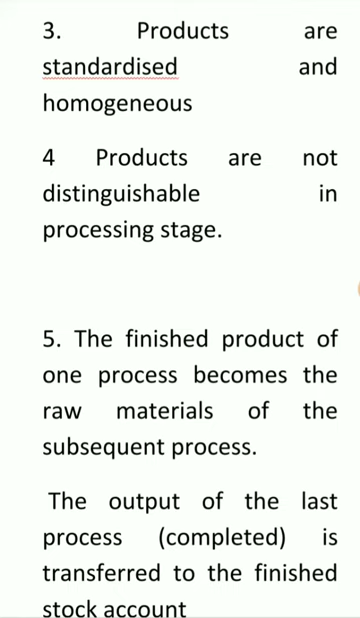 3. Products are
standardised and
homogeneous
4 Products are not
distinguishable in
processing stage.
5. The finished product of
one process becomes the
raw materials of the
subsequent process.
The output of the last
process (completed) is
transferred to the finished
stock account